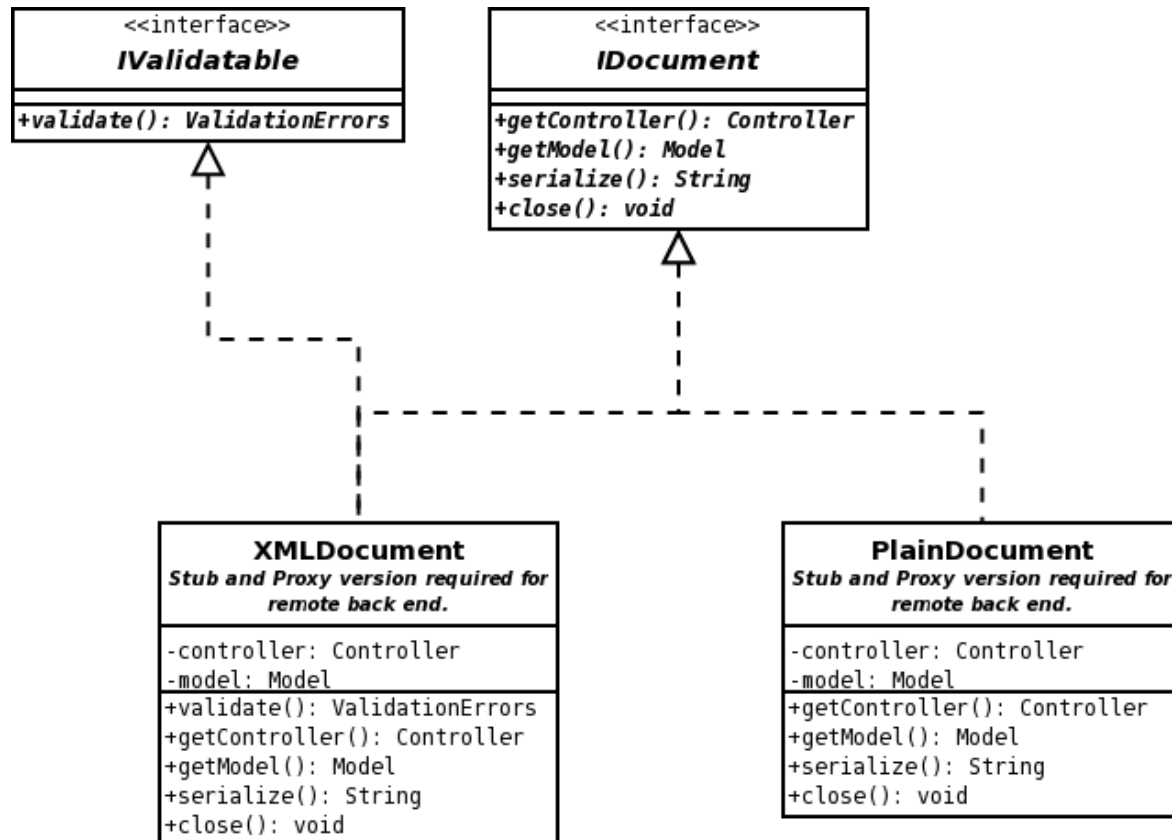 <<interface>>
IValidatable
+validate(): ValidationErrors
<<interface>>
IDocument
+getController(): Controller
+getModel(): Model
+serialize(): String
+close(): void
XMLDocument
Stub and Proxy version required for
remote back end.
-controller: Controller
-model: Model
+validate(): ValidationErrors
+getController(): Controller
+getModel(): Model
+serialize(): String
+close(): void
PlainDocument
Stub and Proxy version required for
remote back end.
-controller: Controller
-model: Model
+getController(): Controller
+getModel(): Model
+serialize(): String
+close(): void